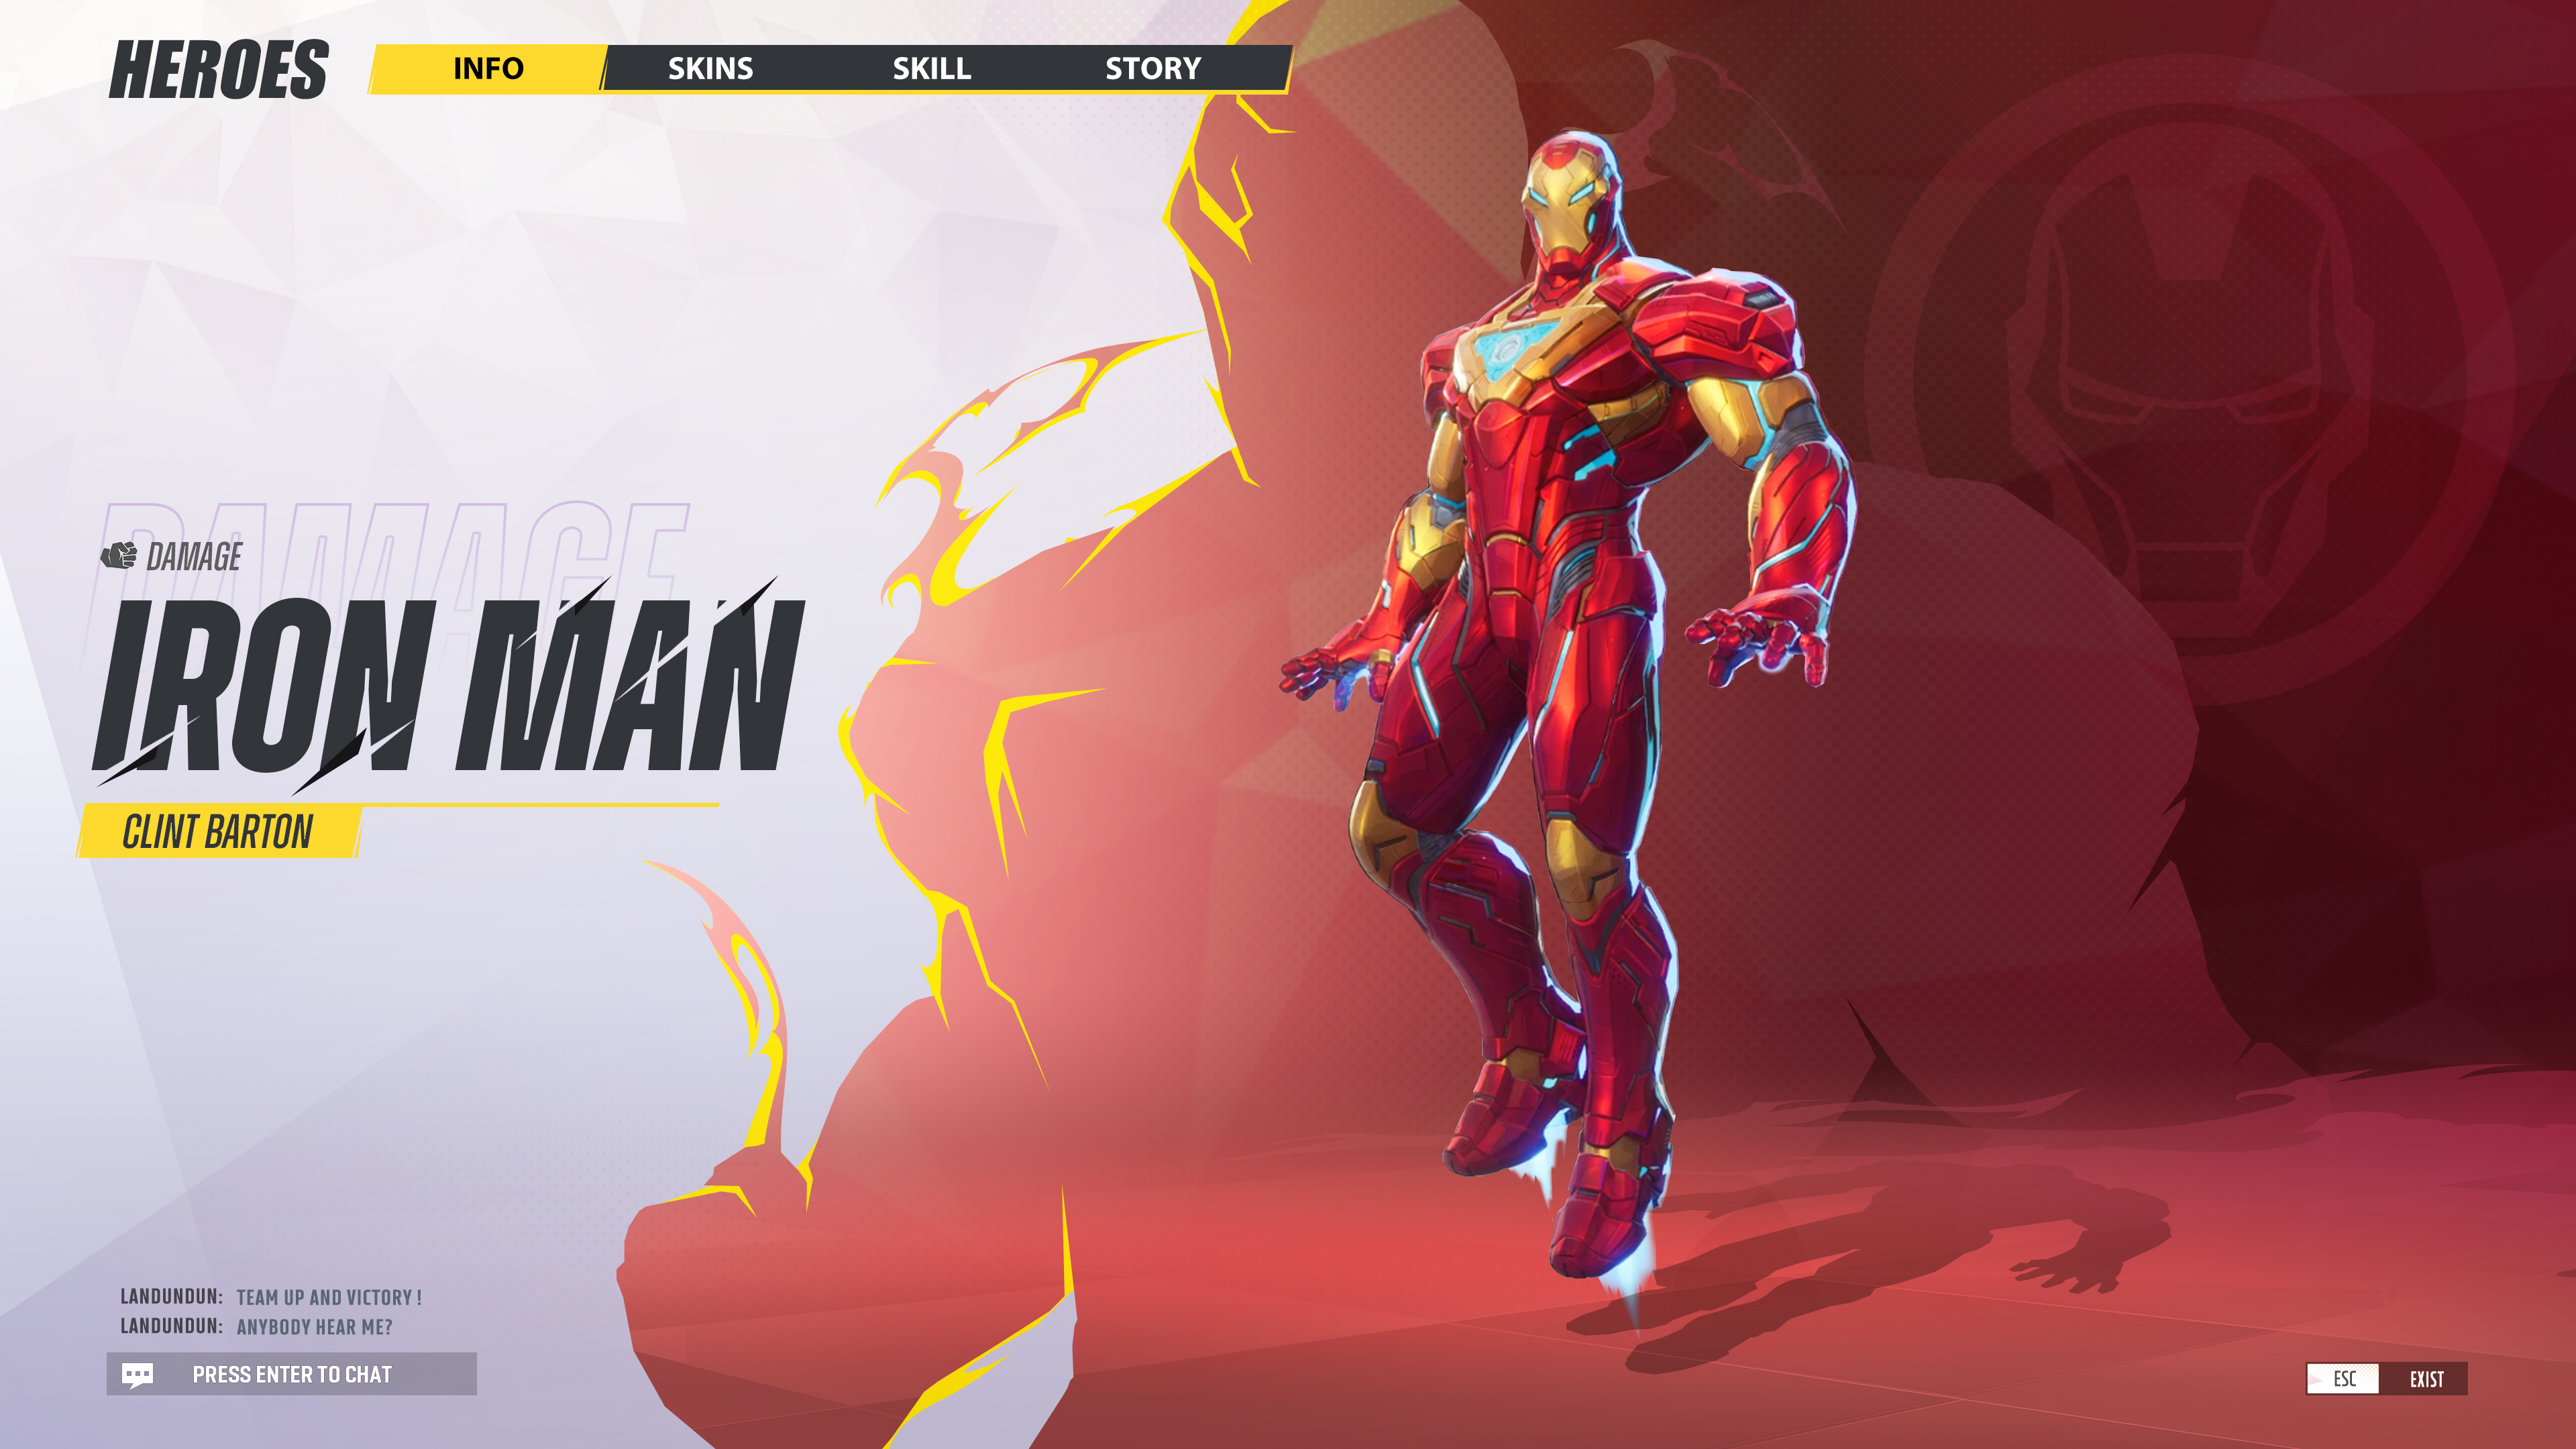 HEROES
INFO SKINS SKILL STORY
DAMAGE
DAMAGE
IRON MAN
CLINT BARTON
LANDUNDUN: TEAM UP AND VICTORY !
LANDUNDUN: ANYBODY HEAR ME?
PRESS ENTER TO CHAT
ESC EXIST